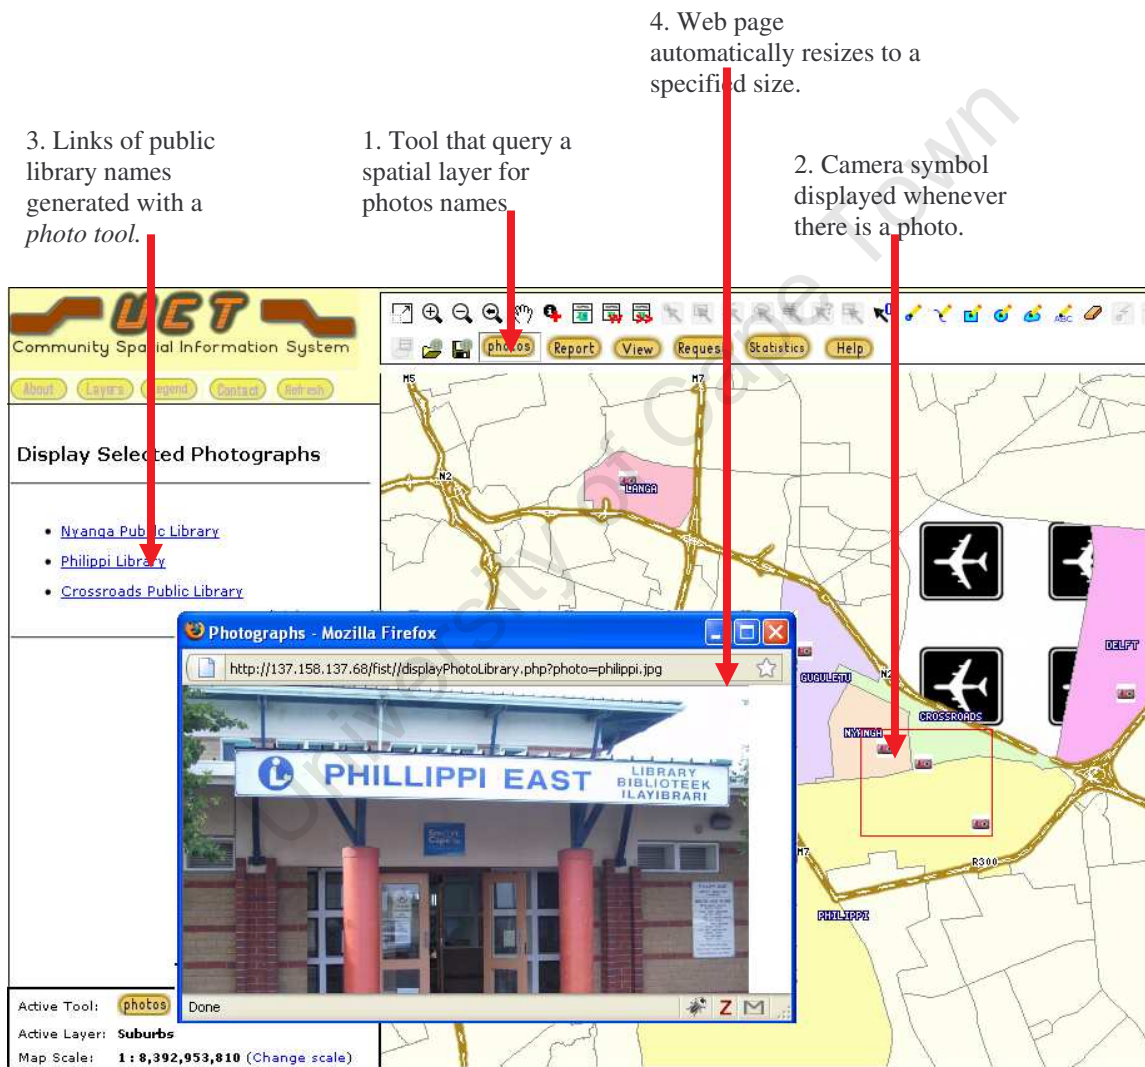 4. Web page
automatically resizes to a
specified size.
3. Links of public
library names
generated with a
photo tool.
1. Tool that query a
spatial layer for
photos names
2. Camera symbol
displayed whenever
there is a photo.
UCT
Community Spatial Information System
About Layers Legend Contact Refresh
photos Report View Request Statistics Help
ABC
Display Selected Photographs
Nyanga Public Library
Philippi Library
Crossroads Public Library
M5
M7
N2
LANGA
DELFT
GUGULETU
N2
CROSSROADS
NYANGA
M7
R300
PHILIPPI
Photographs - Mozilla Firefox
http://137.158.137.68/fist//displayPhotoLibrary.php?photo=philippi.jpg
PHILLIPPI EAST
LIBRARY
BIBLIOTEEK
ILAYIBRARI
Done
Z
Active Tool: photos
Active Layer: Suburbs
Map Scale: 1 : 8,392,953,810 (Change scale)
University of Cape Town